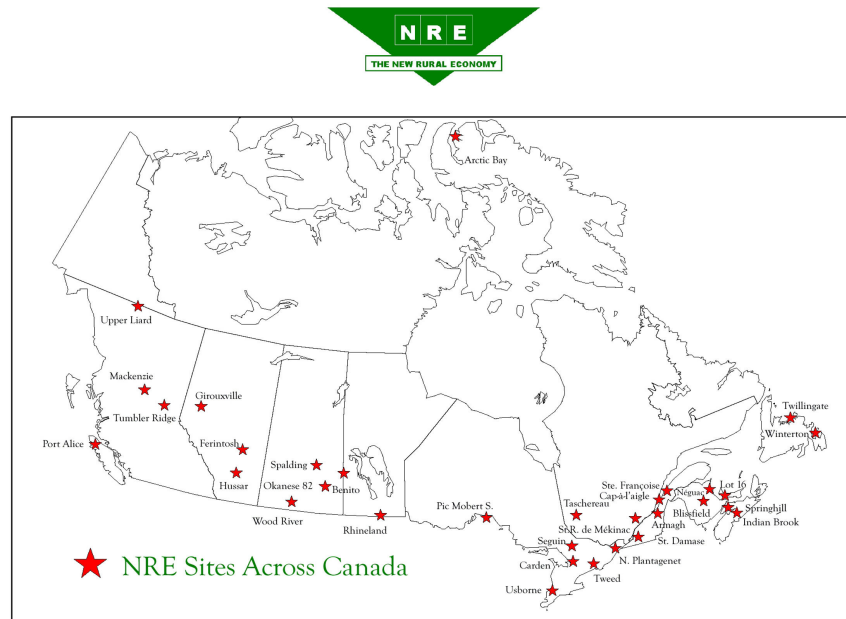 NRE
THE NEW RURAL ECONOMY
Arctic Bay
Upper Liard
Mackenzie
Girouxville
Tumbler Ridge
Twillingate
Winterton
Port Alice
Ferintosh
Spalding
Hussar
Okanese 82
Benito
Wood River
Rhineland
Pic Mobert S.
Taschereau
Ste. Françoise
Cap-à-l'aigle
Néguac
Lot 16
Blissfield
Springhill
Indian Brook
St.R. de Mékinac
Armagh
St. Damase
Seguin
N. Plantagenet
Carden
Tweed
Usborne
NRE Sites Across Canada